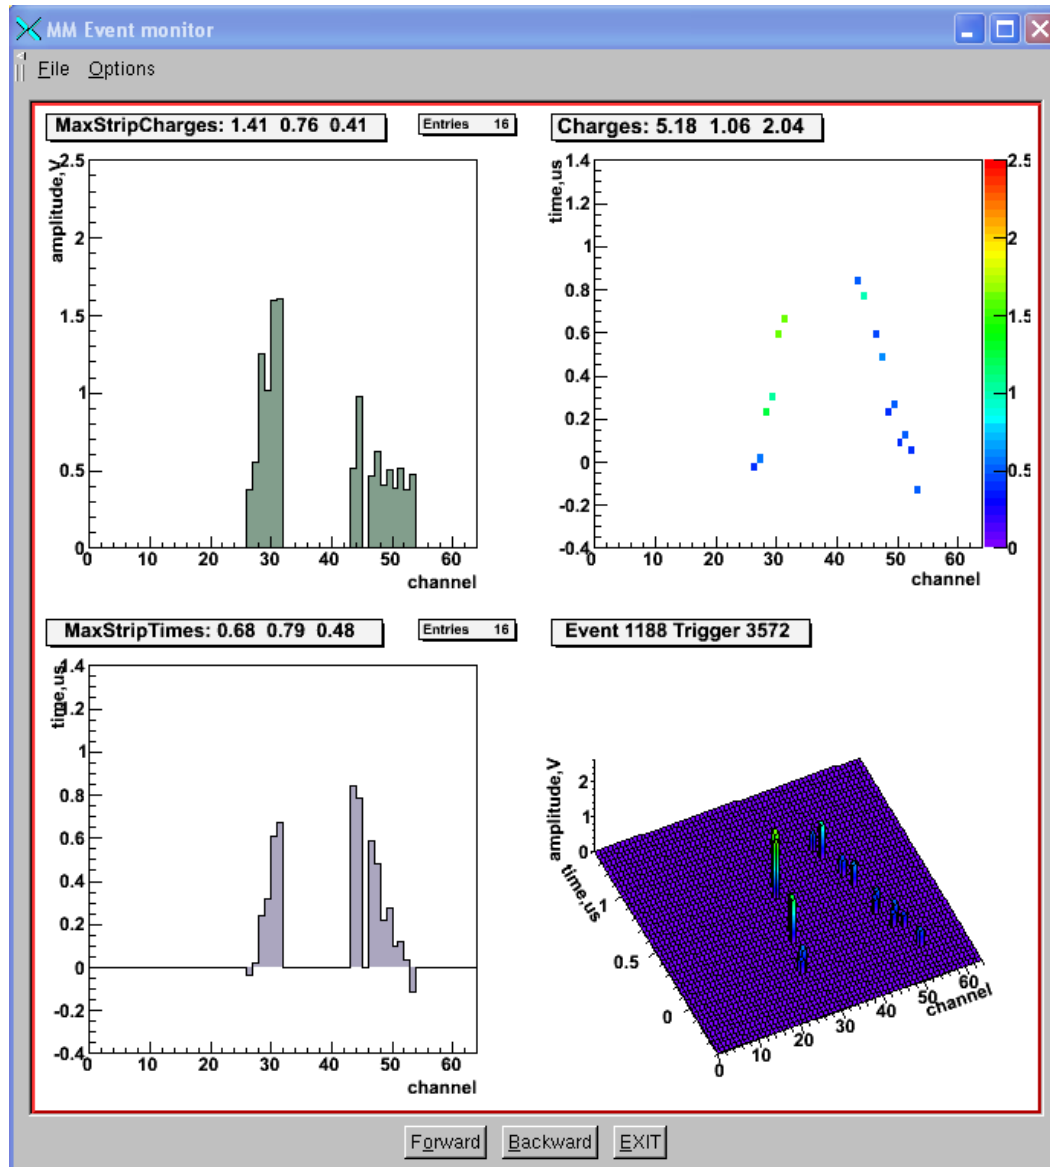 MM Event monitor
File Options
MaxStripCharges: 1.41 0.76 0.41
Entries 16
amplitude,V
2.5
2
1.5
1
0.5
0
0 10 20 30 40 50 60
channel
Charges: 5.18 1.06 2.04
time,us
1.4
1.2
1
0.8
0.6
0.4
0.2
0
-0.2
-0.4
0 10 20 30 40 50 60
channel
2.5
2
1.5
1
0.5
0
MaxStripTimes: 0.68 0.79 0.48
Entries 16
time,us
1.4
1.2
1
0.8
0.6
0.4
0.2
0
-0.2
-0.4
0 10 20 30 40 50 60
channel
Event 1188 Trigger 3572
amplitude,V
2
1
0
time,us
1
0.5
0
0 10 20 30 40 50 60
channel
Forward Backward EXIT